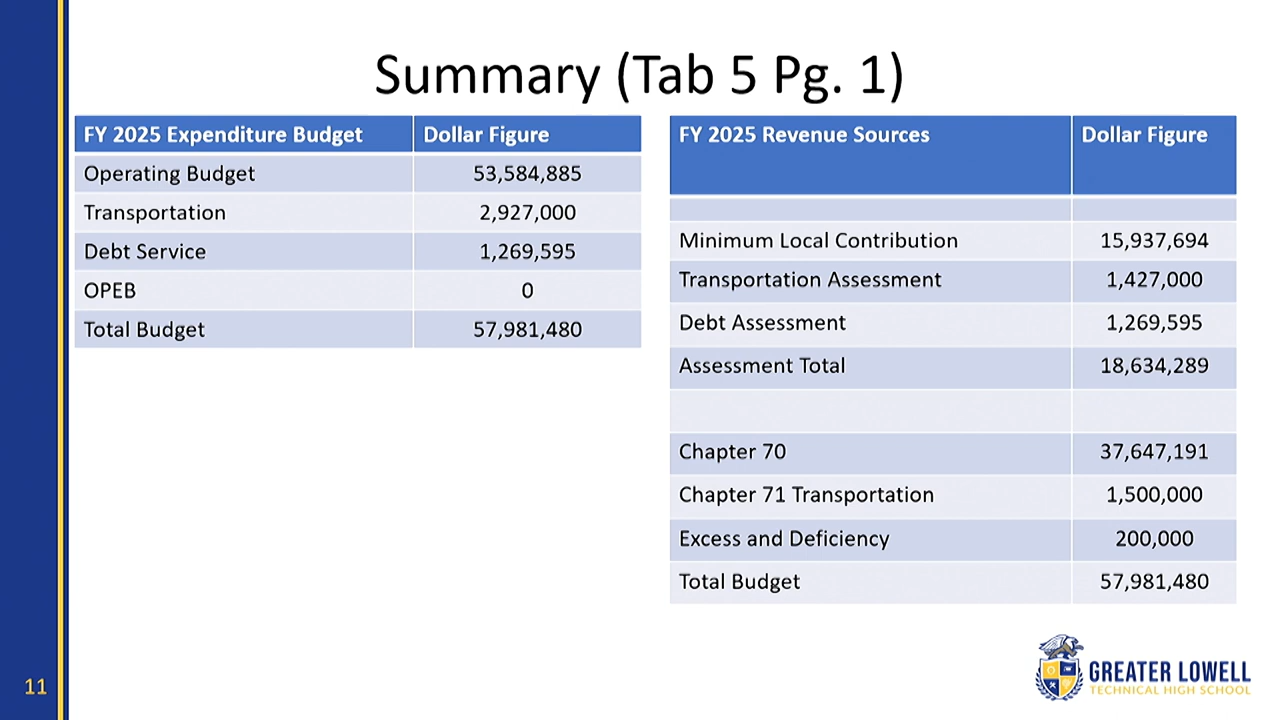 Summary (Tab 5 Pg. 1)
FY 2025 Expenditure Budget Dollar Figure
Operating Budget 53,584,885
Transportation 2,927,000
Debt Service 1,269,595
OPEB 0
Total Budget 57,981,480
FY 2025 Revenue Sources Dollar Figure
Minimum Local Contribution 15,937,694
Transportation Assessment 1,427,000
Debt Assessment 1,269,595
Assessment Total 18,634,289
Chapter 70 37,647,191
Chapter 71 Transportation 1,500,000
Excess and Deficiency 200,000
Total Budget 57,981,480
11
GREATER LOWELL
TECHNICAL HIGH SCHOOL